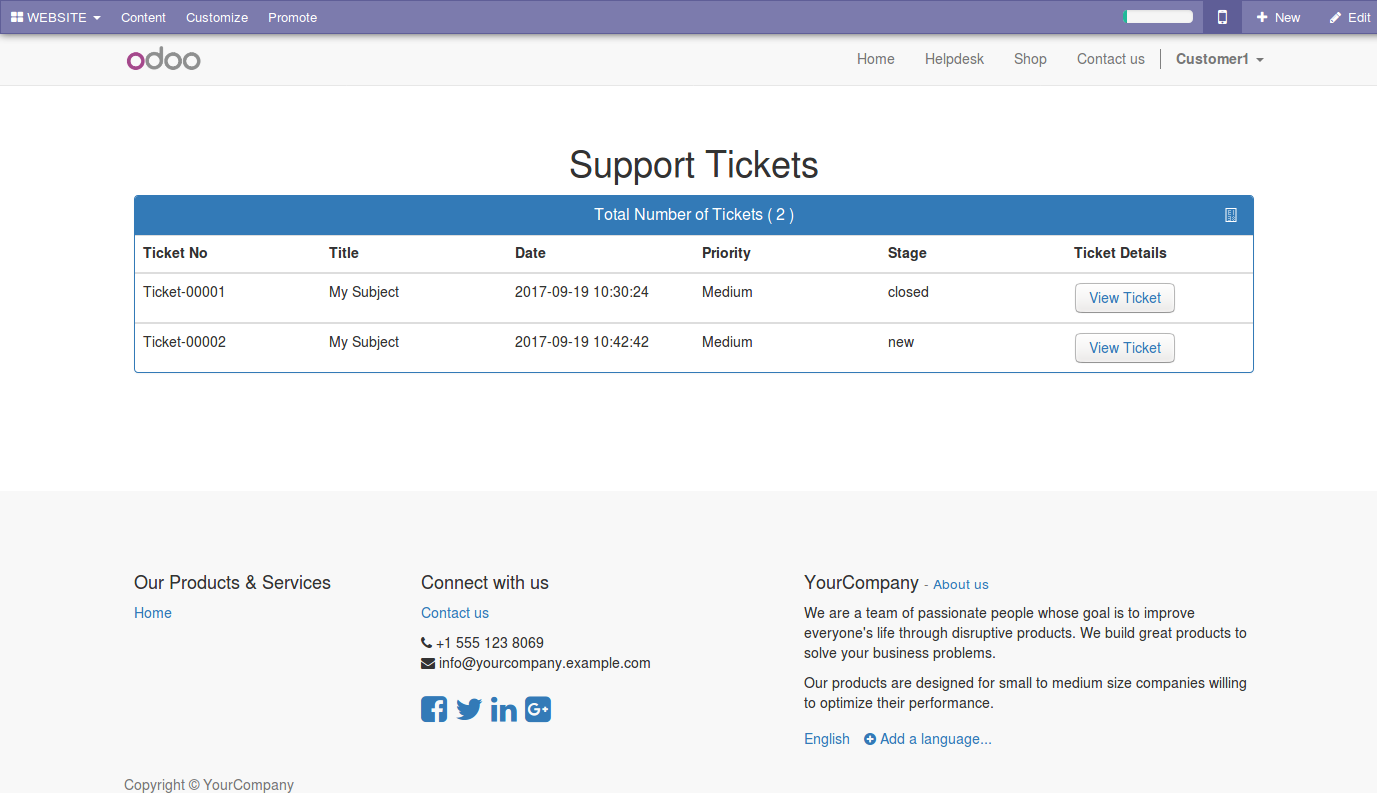 WEBSITE Content Customize Promote New Edit
odoo Home Helpdesk Shop Contact us Customer1
Support Tickets
Total Number of Tickets ( 2 )
Ticket No Title Date Priority Stage Ticket Details
Ticket-00001 My Subject 2017-09-19 10:30:24 Medium closed View Ticket
Ticket-00002 My Subject 2017-09-19 10:42:42 Medium new View Ticket
Our Products & Services
Home
Connect with us
Contact us
+1 555 123 8069
info@yourcompany.example.com
G+
YourCompany - About us
We are a team of passionate people whose goal is to improve
everyone's life through disruptive products. We build great products to
solve your business problems.
Our products are designed for small to medium size companies willing
to optimize their performance.
English Add a language...
Copyright © YourCompany